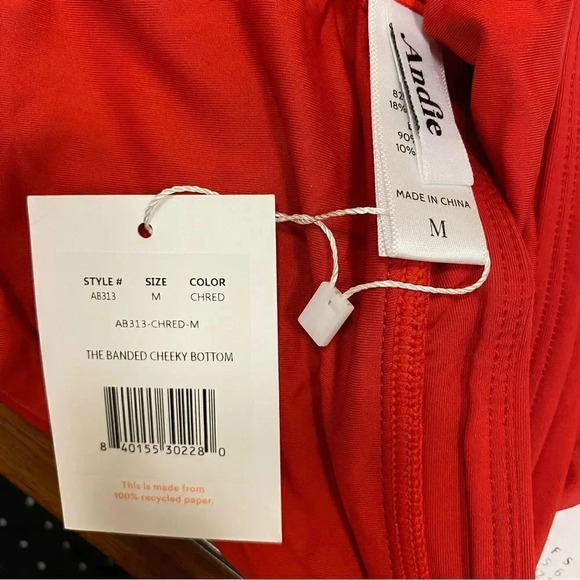 Andie
82
18%
90%
10%
MADE IN CHINA
M
STYLE # SIZE COLOR
AB313 M CHRED
AB313-CHRED-M
THE BANDED CHEEKY BOTTOM
8 40155 30228 0
This is made from
100% recycled paper.